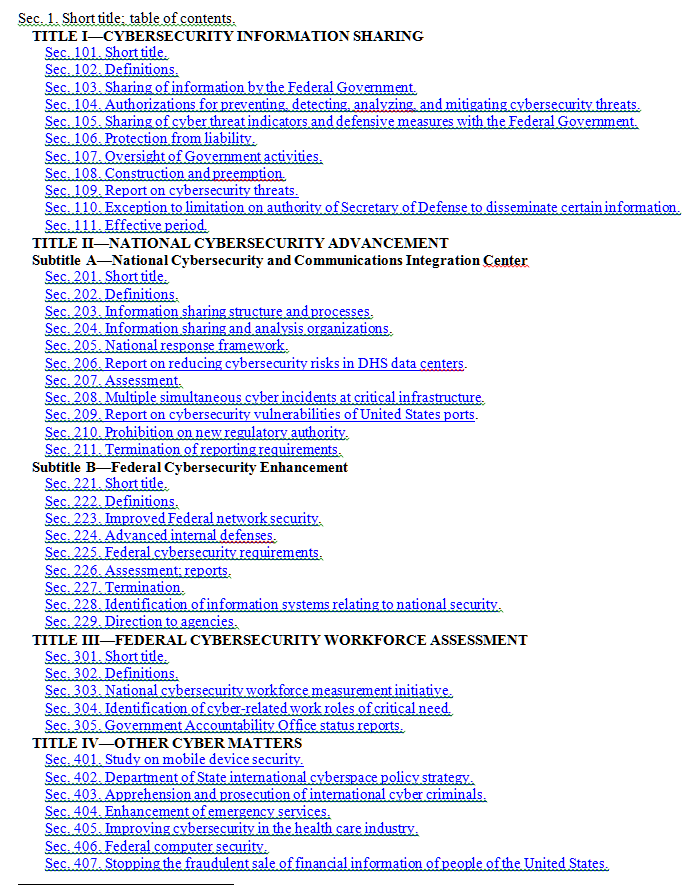 Sec. 1. Short title; table of contents.
TITLE I—CYBERSECURITY INFORMATION SHARING
Sec. 101. Short title.
Sec. 102. Definitions.
Sec. 103. Sharing of information by the Federal Government.
Sec. 104. Authorizations for preventing, detecting, analyzing, and mitigating cybersecurity threats.
Sec. 105. Sharing of cyber threat indicators and defensive measures with the Federal Government.
Sec. 106. Protection from liability.
Sec. 107. Oversight of Government activities.
Sec. 108. Construction and preemption.
Sec. 109. Report on cybersecurity threats.
Sec. 110. Exception to limitation on authority of Secretary of Defense to disseminate certain information.
Sec. 111. Effective period.
TITLE II—NATIONAL CYBERSECURITY ADVANCEMENT
Subtitle A—National Cybersecurity and Communications Integration Center
Sec. 201. Short title.
Sec. 202. Definitions.
Sec. 203. Information sharing structure and processes.
Sec. 204. Information sharing and analysis organizations.
Sec. 205. National response framework.
Sec. 206. Report on reducing cybersecurity risks in DHS data centers.
Sec. 207. Assessment.
Sec. 208. Multiple simultaneous cyber incidents at critical infrastructure.
Sec. 209. Report on cybersecurity vulnerabilities of United States ports.
Sec. 210. Prohibition on new regulatory authority.
Sec. 211. Termination of reporting requirements.
Subtitle B—Federal Cybersecurity Enhancement
Sec. 221. Short title.
Sec. 222. Definitions.
Sec. 223. Improved Federal network security.
Sec. 224. Advanced internal defenses.
Sec. 225. Federal cybersecurity requirements.
Sec. 226. Assessment; reports.
Sec. 227. Termination.
Sec. 228. Identification of information systems relating to national security.
Sec. 229. Direction to agencies.
TITLE III—FEDERAL CYBERSECURITY WORKFORCE ASSESSMENT
Sec. 301. Short title.
Sec. 302. Definitions.
Sec. 303. National cybersecurity workforce measurement initiative.
Sec. 304. Identification of cyber-related work roles of critical need.
Sec. 305. Government Accountability Office status reports.
TITLE IV—OTHER CYBER MATTERS
Sec. 401. Study on mobile device security.
Sec. 402. Department of State international cyberspace policy strategy.
Sec. 403. Apprehension and prosecution of international cyber criminals.
Sec. 404. Enhancement of emergency services.
Sec. 405. Improving cybersecurity in the health care industry.
Sec. 406. Federal computer security.
Sec. 407. Stopping the fraudulent sale of financial information of people of the United States.